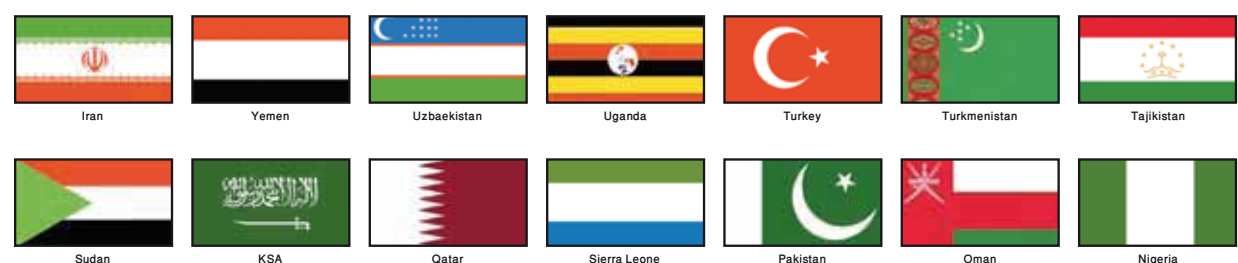 Iran
Yemen
Uzbaekistan
Uganda
Turkey
Turkmenistan
Tajikistan
Sudan
KSA
Qatar
Sierra Leone
Pakistan
Oman
Nigeria